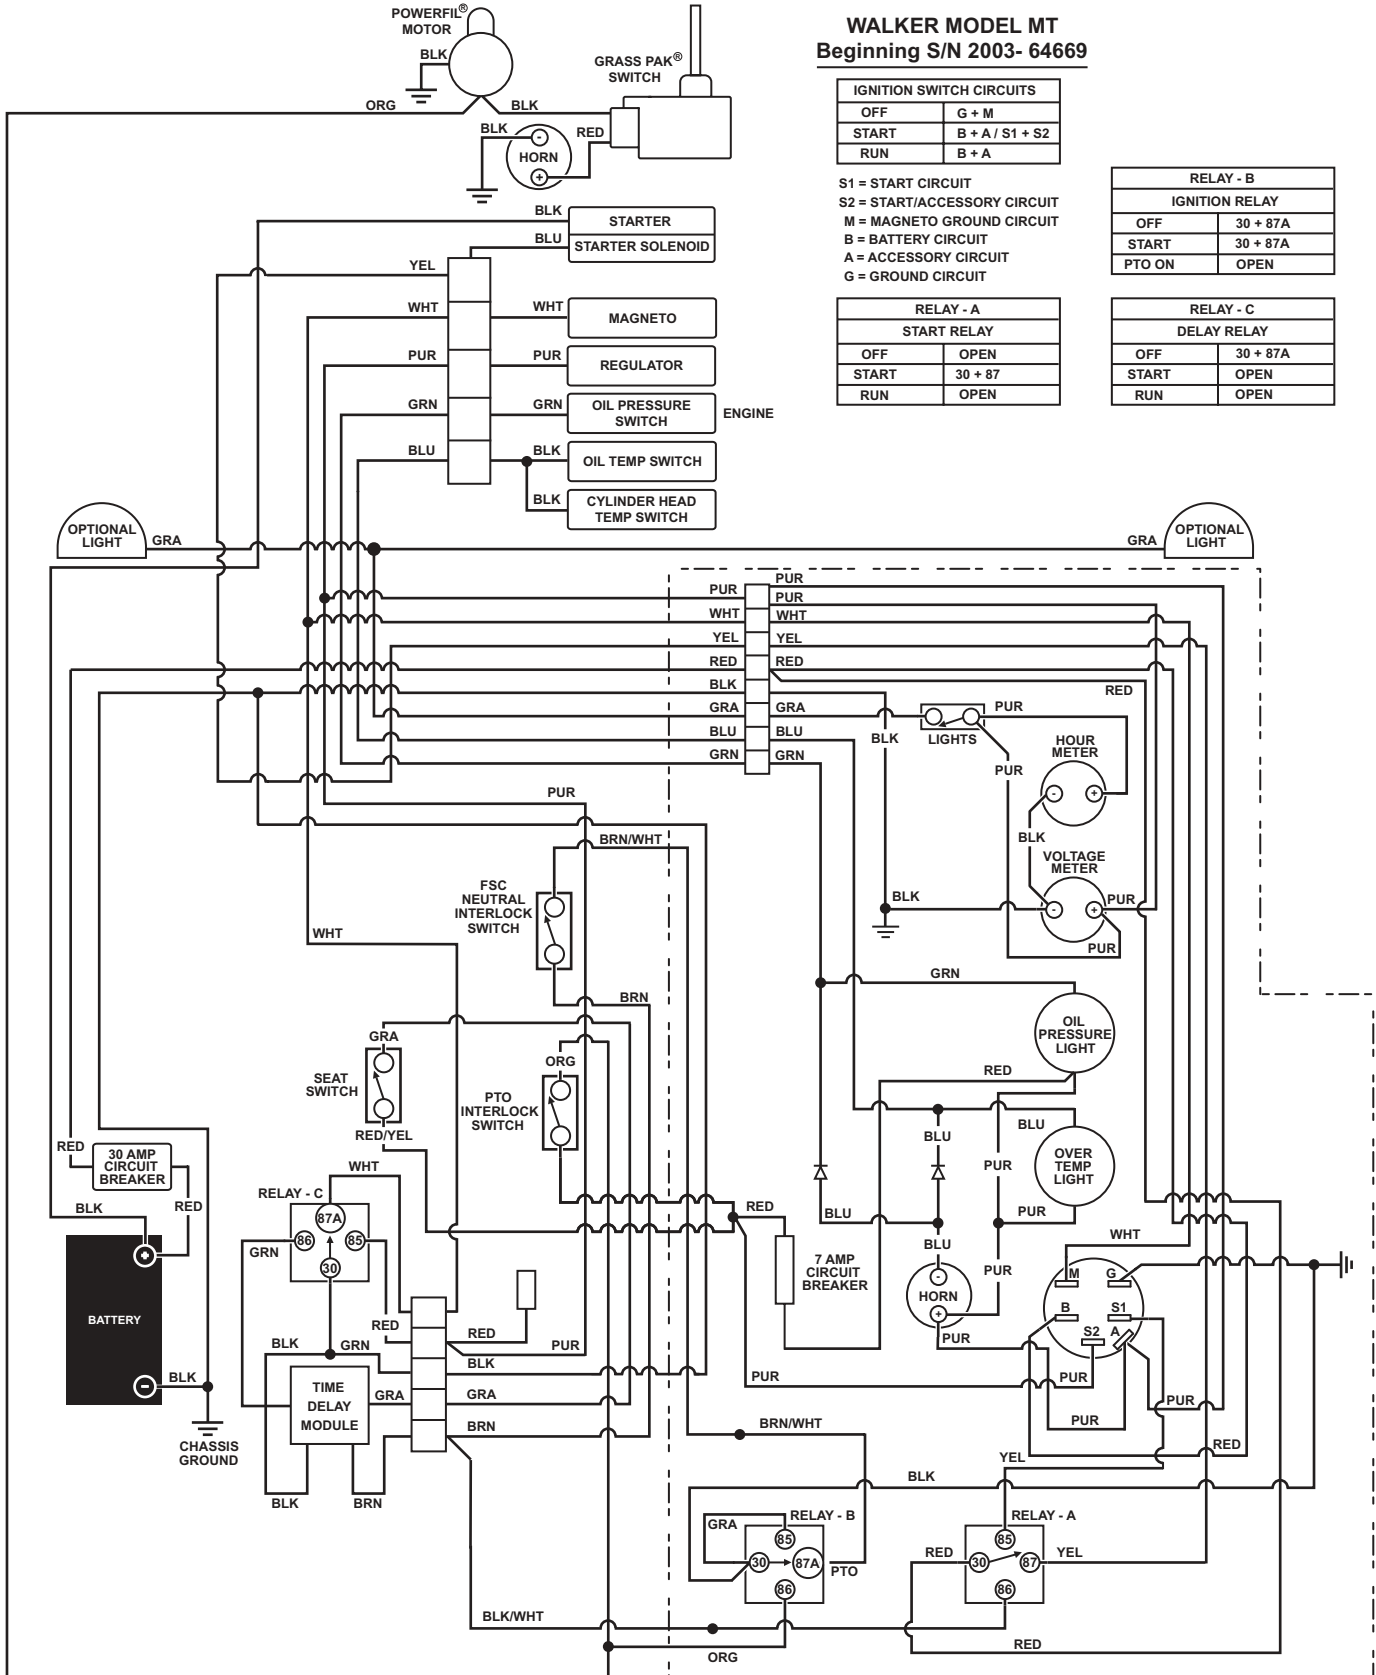 WALKER MODEL MT
Beginning S/N 2003- 64669
POWERFIL®
MOTOR
BLK
ORG
BLK
GRASS PAK®
SWITCH
BLK
RED
-
HORN
+
IGNITION SWITCH CIRCUITS
OFF G + M
START B + A / S1 + S2
RUN B + A
S1 = START CIRCUIT
S2 = START/ACCESSORY CIRCUIT
M = MAGNETO GROUND CIRCUIT
B = BATTERY CIRCUIT
A = ACCESSORY CIRCUIT
G = GROUND CIRCUIT
RELAY - B
IGNITION RELAY
OFF 30 + 87A
START 30 + 87A
PTO ON OPEN
RELAY - A
START RELAY
OFF OPEN
START 30 + 87
RUN OPEN
RELAY - C
DELAY RELAY
OFF 30 + 87A
START OPEN
RUN OPEN
BLK STARTER
BLU STARTER SOLENOID
YEL
WHT WHT MAGNETO
PUR PUR REGULATOR
GRN GRN OIL PRESSURE
SWITCH
ENGINE
BLU BLK OIL TEMP SWITCH
BLK CYLINDER HEAD
TEMP SWITCH
OPTIONAL
LIGHT
GRA
GRA
OPTIONAL
LIGHT
PUR PUR
PUR
WHT WHT
YEL YEL
RED RED
RED
BLK
GRA GRA
BLU BLU
GRN GRN
BLK
LIGHTS
PUR
PUR
HOUR
METER
- +
BLK
VOLTAGE
METER
- +
PUR
PUR
BLK
PUR
BRN/WHT
FSC
NEUTRAL
INTERLOCK
SWITCH
WHT
BRN
GRN
OIL
PRESSURE
LIGHT
RED
GRA
SEAT
SWITCH
RED/YEL
ORG
PTO
INTERLOCK
SWITCH
BLU
BLU
OVER
TEMP
LIGHT
PUR
PUR
BLU
BLU
RED
30 AMP
CIRCUIT
BREAKER
RED
BLK
+
BATTERY
-
BLK
CHASSIS
GROUND
WHT
RELAY - C
87A
86
85
30
GRN
RED
RED
PUR
BLK
GRN
BLK
TIME
DELAY
MODULE
GRA
GRA
BRN
BLK
BRN
RED
7 AMP
CIRCUIT
BREAKER
-
HORN
+
PUR
PUR
WHT
M
G
B
S1
S2
A
PUR
PUR
PUR
PUR
RED
BRN/WHT
YEL
BLK
GRA
RELAY - B
85
30
87A
86
PTO
RELAY - A
RED
85
30
87
86
YEL
BLK/WHT
ORG
RED